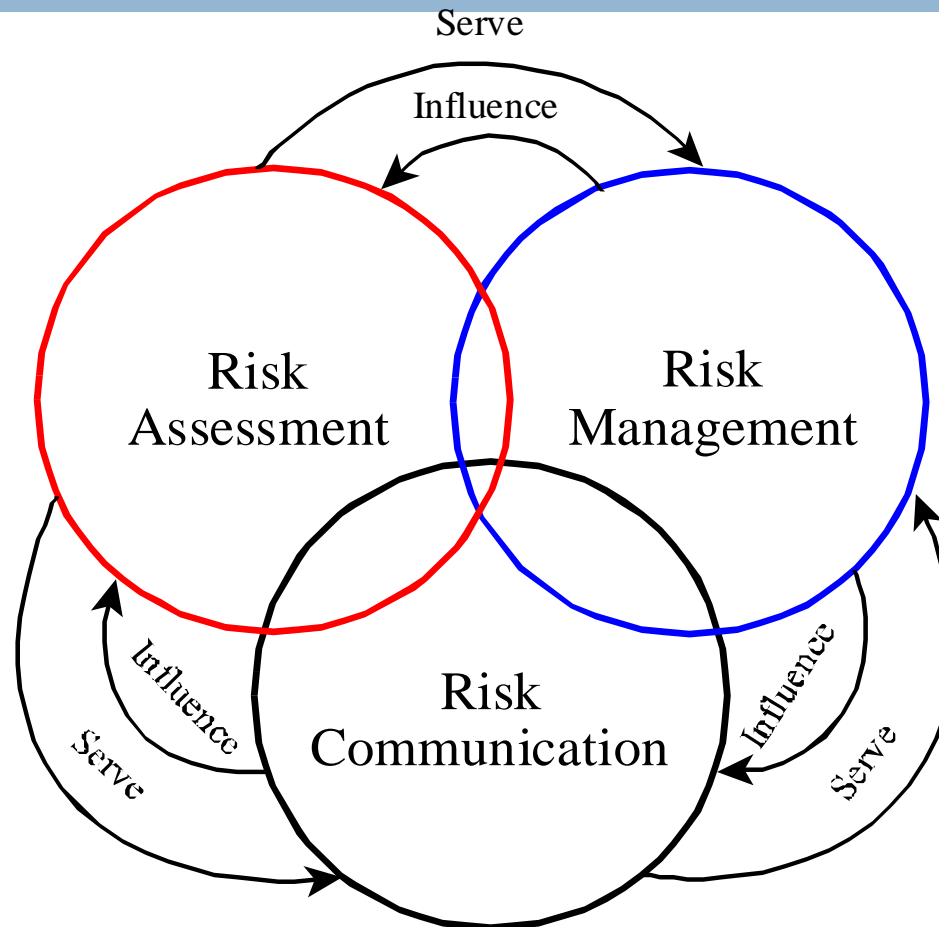 Serve
Influence
Risk
Assessment
Risk
Management
Influence
Serve
Risk
Communication
Influence
Serve